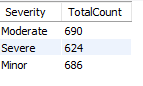 Severity TotalCount
Moderate 690
Severe 624
Minor 686